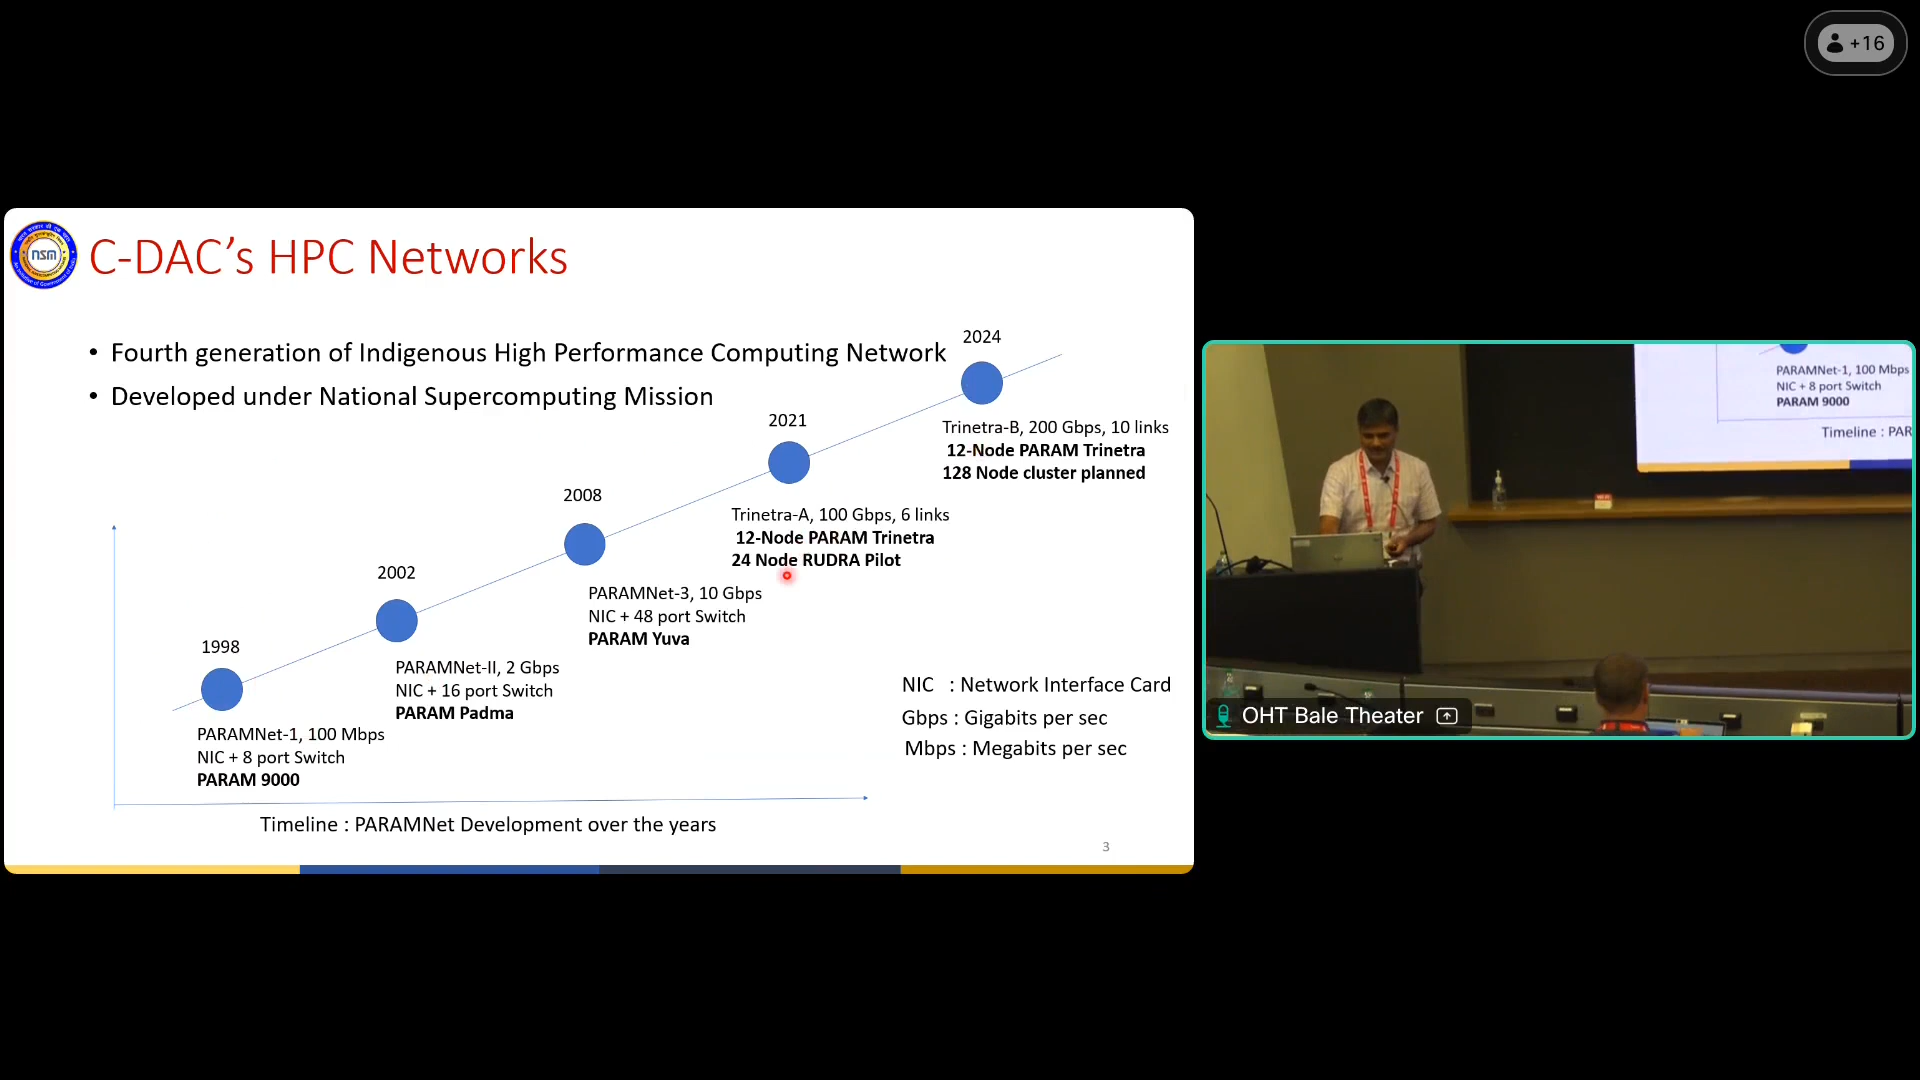 +16
nsm
C-DAC’s HPC Networks
• Fourth generation of Indigenous High Performance Computing Network
• Developed under National Supercomputing Mission
2024
Trinetra-B, 200 Gbps, 10 links
12-Node PARAM Trinetra
128 Node cluster planned
2021
Trinetra-A, 100 Gbps, 6 links
12-Node PARAM Trinetra
24 Node RUDRA Pilot
2008
PARAMNet-3, 10 Gbps
NIC + 48 port Switch
PARAM Yuva
2002
PARAMNet-II, 2 Gbps
NIC + 16 port Switch
PARAM Padma
1998
PARAMNet-1, 100 Mbps
NIC + 8 port Switch
PARAM 9000
NIC : Network Interface Card
Gbps : Gigabits per sec
Mbps : Megabits per sec
Timeline : PARAMNet Development over the years
3
PARAMNet-1, 100 Mbps
NIC + 8 port Switch
PARAM 9000
Timeline : PAR
OHT Bale Theater